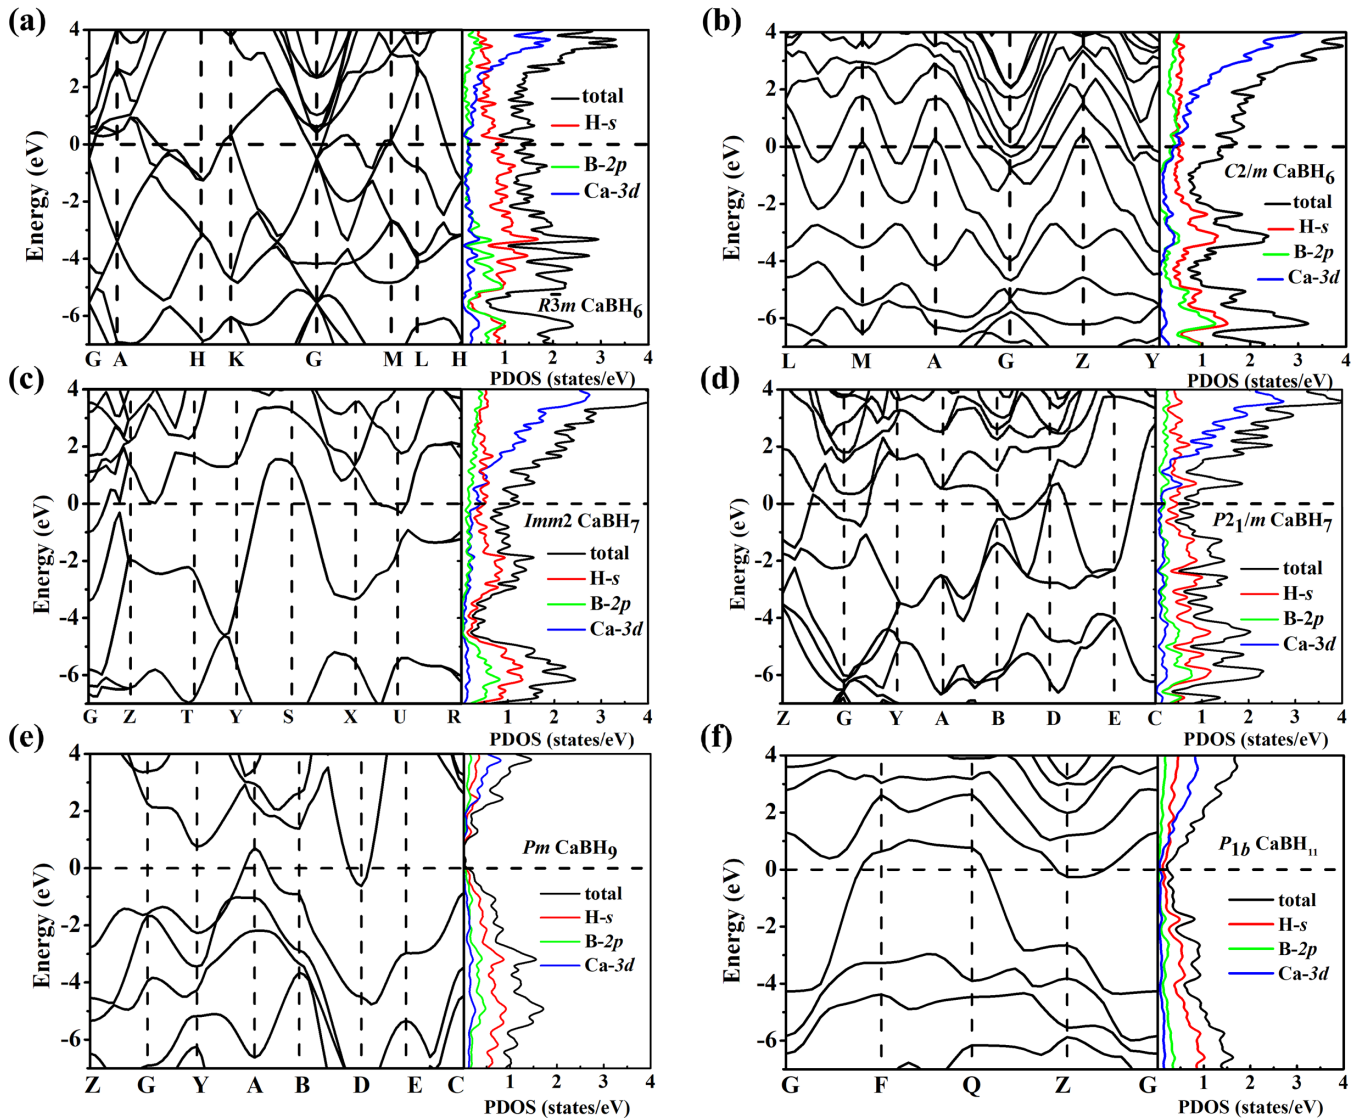 (a)
Energy (eV)
4
2
0
-2
-4
-6
total
H-s
B-2p
Ca-3d
R3m CaBH₆
G A H K G M L H
1 2 3 4
PDOS (states/eV)
(b)
Energy (eV)
4
2
0
-2
-4
-6
C2/m CaBH₆
total
H-s
B-2p
Ca-3d
L M A G Z Y
0 1 2 3 4
PDOS (states/eV)
(c)
Energy (eV)
4
2
0
-2
-4
-6
Imm2 CaBH₇
total
H-s
B-2p
Ca-3d
G Z T Y S X U R
1 2 3 4
PDOS (states/eV)
(d)
Energy (eV)
4
2
0
-2
-4
-6
P2₁/m CaBH₇
total
H-s
B-2p
Ca-3d
Z G Y A B D E C
1 2 3 4
PDOS (states/eV)
(e)
Energy (eV)
4
2
0
-2
-4
-6
Pm CaBH₉
total
H-s
B-2p
Ca-3d
Z G Y A B D E C
1 2 3 4
PDOS (states/eV)
(f)
Energy (eV)
4
2
0
-2
-4
-6
P1b CaBH₁₁
total
H-s
B-2p
Ca-3d
G F Q Z G
1 2 3 4
PDOS (states/eV)